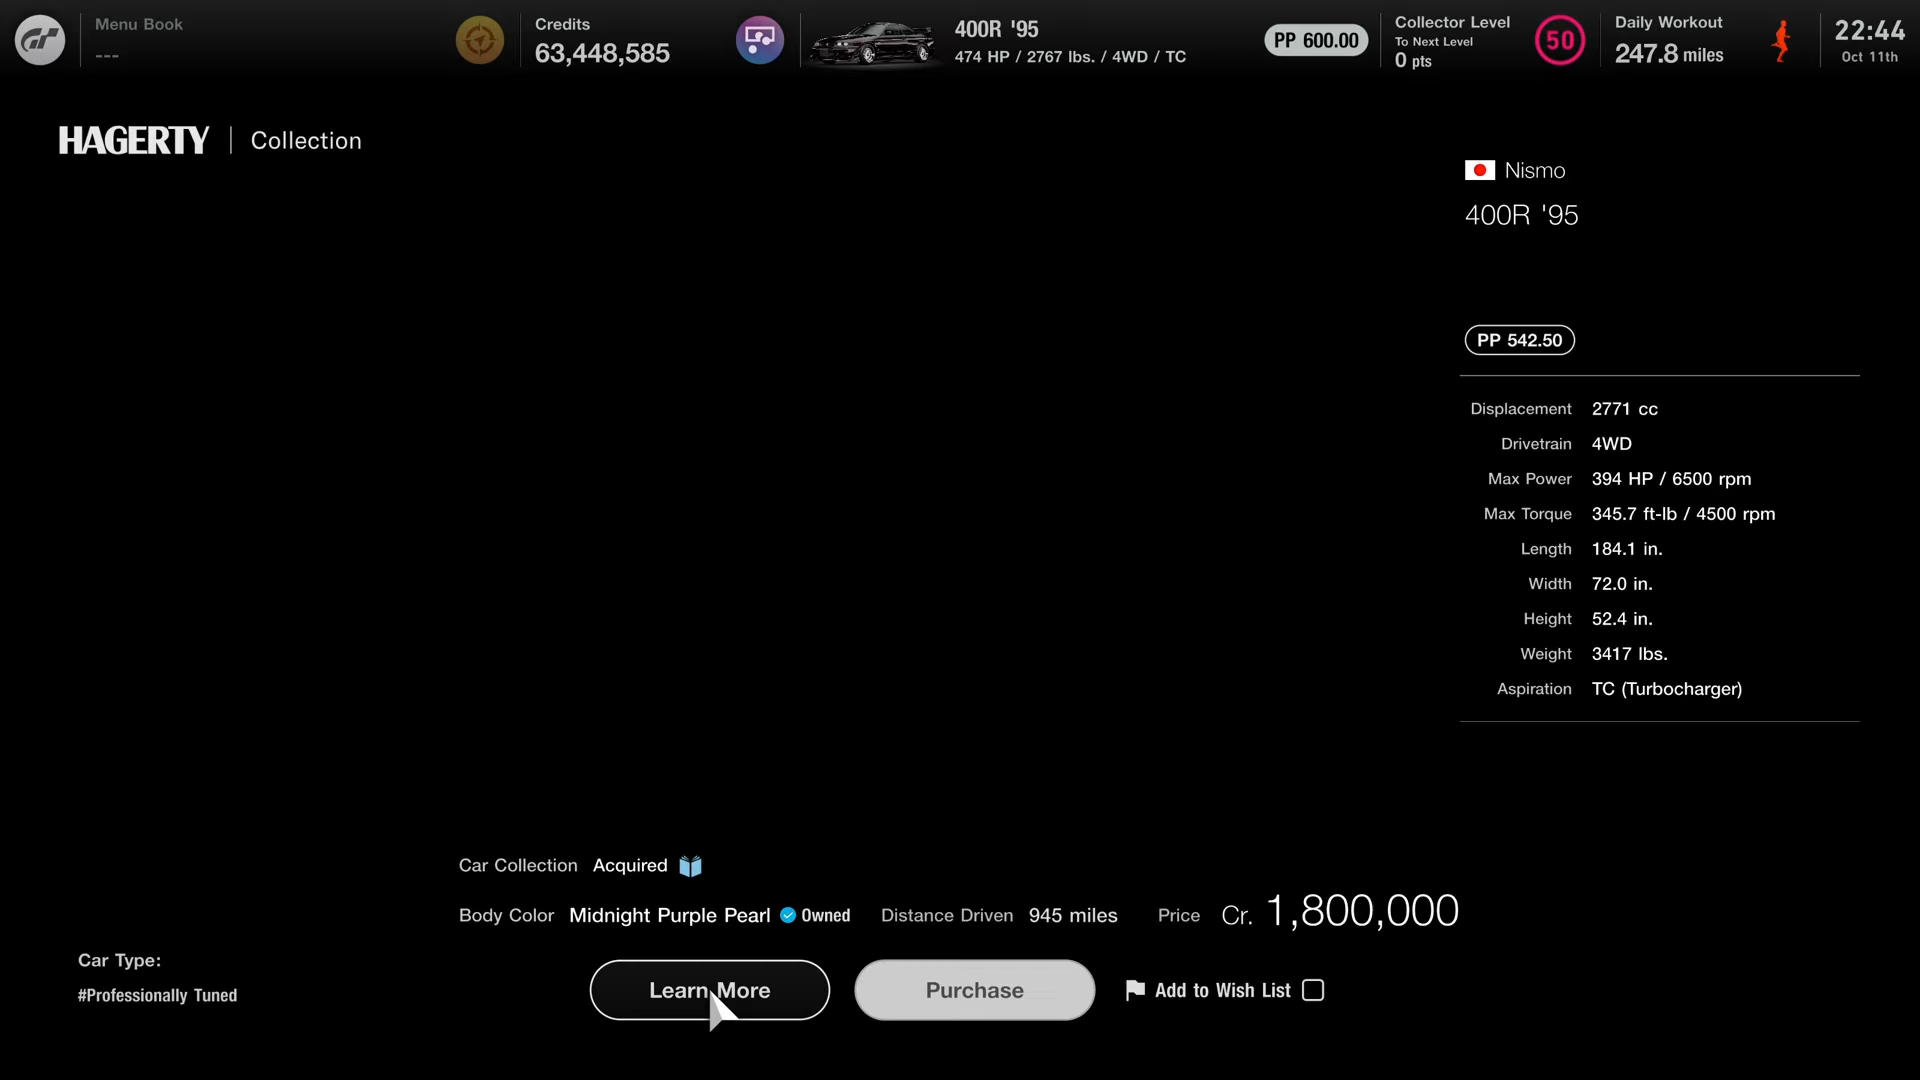 Menu Book
---
Credits
63,448,585
400R '95
474 HP / 2767 lbs. / 4WD / TC
PP 600.00
Collector Level
To Next Level
0 pts
50
Daily Workout
247.8 miles
22:44
Oct 11th
HAGERTY | Collection
Nismo
400R '95
PP 542.50
Displacement 2771 cc
Drivetrain 4WD
Max Power 394 HP / 6500 rpm
Max Torque 345.7 ft-lb / 4500 rpm
Length 184.1 in.
Width 72.0 in.
Height 52.4 in.
Weight 3417 lbs.
Aspiration TC (Turbocharger)
Car Collection Acquired
Body Color Midnight Purple Pearl Owned Distance Driven 945 miles Price Cr. 1,800,000
Car Type:
#Professionally Tuned
Learn More
Purchase
Add to Wish List